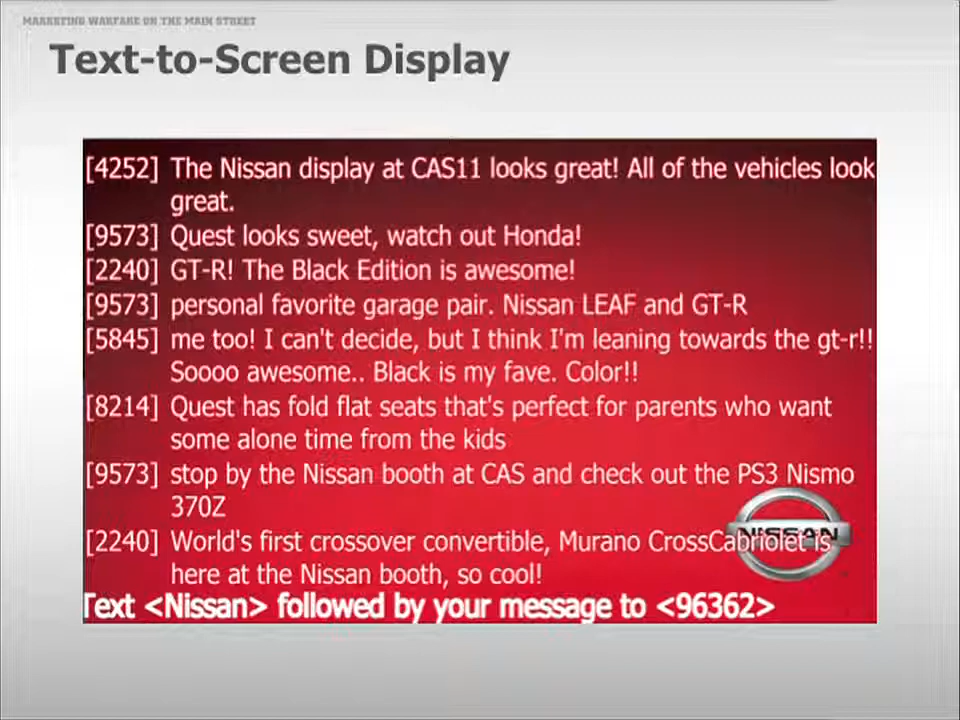 MARKETING WARFARE ON THE MAIN STREET
Text-to-Screen Display
[4252] The Nissan display at CAS11 looks great! All of the vehicles look
great.
[9573] Quest looks sweet, watch out Honda!
[2240] GT-R! The Black Edition is awesome!
[9573] personal favorite garage pair. Nissan LEAF and GT-R
[5845] me too! I can't decide, but I think I'm leaning towards the gt-r!!
Soooo awesome.. Black is my fave. Color!!
[8214] Quest has fold flat seats that's perfect for parents who want
some alone time from the kids
[9573] stop by the Nissan booth at CAS and check out the PS3 Nismo
370Z
[2240] World's first crossover convertible, Murano CrossCabriolet is
here at the Nissan booth, so cool!
NISSAN
Text <Nissan> followed by your message to <96362>